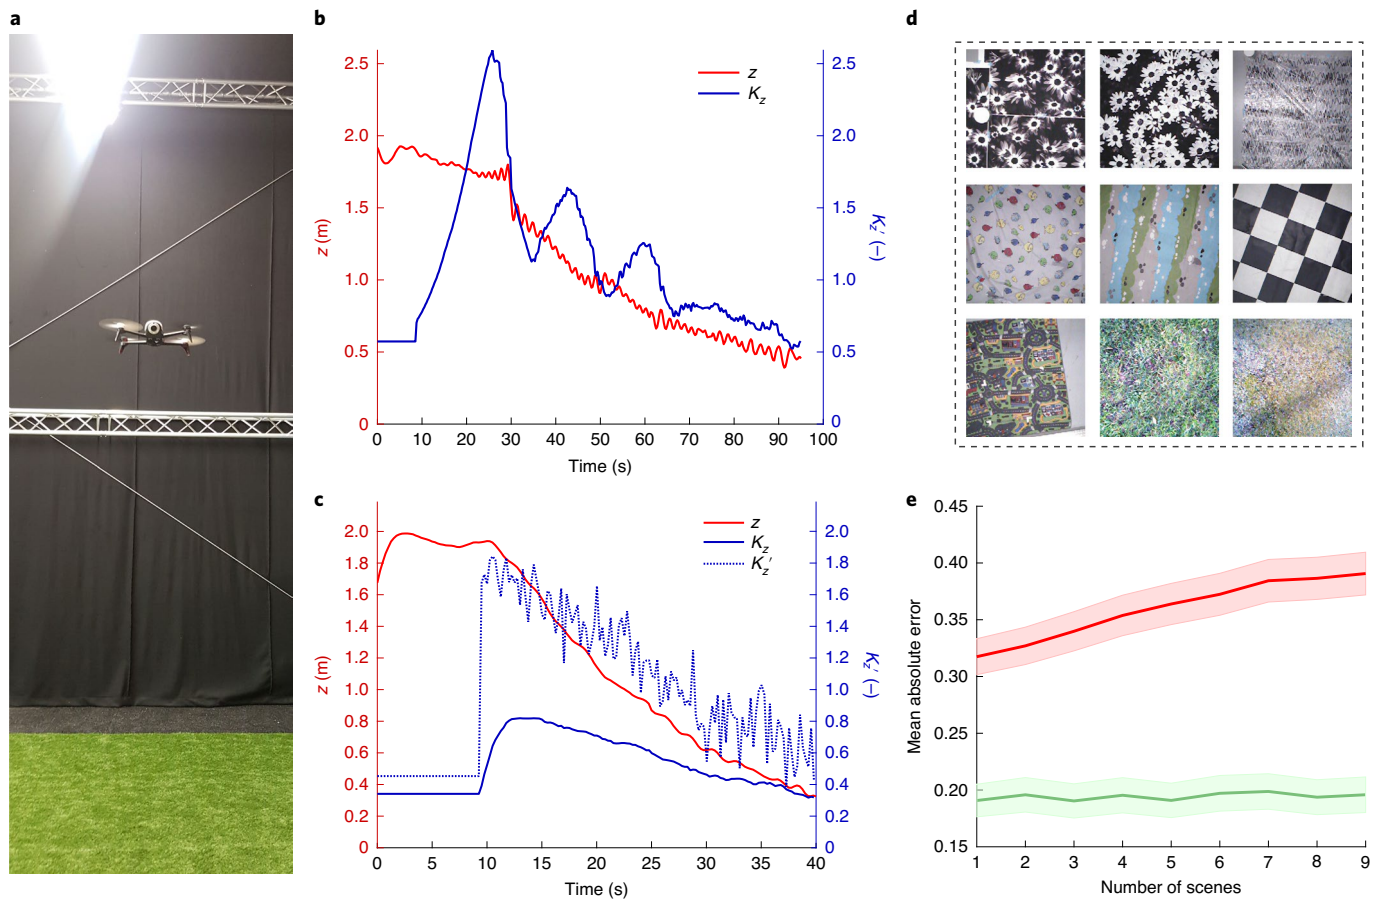 a
b
2.5
2.0
1.5
1.0
0.5
0
z (m)
z
K_z
2.5
2.0
1.5
1.0
0.5
0
K_z′ (–)
0 10 20 30 40 50 60 70 80 90 100
Time (s)
c
2.0
1.8
1.6
1.4
1.2
1.0
0.8
0.6
0.4
0.2
0
z (m)
z
K_z
K_z′
2.0
1.8
1.6
1.4
1.2
1.0
0.8
0.6
0.4
0.2
0
K_z′ (–)
0 5 10 15 20 25 30 35 40
Time (s)
d
e
0.45
0.40
0.35
0.30
0.25
0.20
0.15
Mean absolute error
1 2 3 4 5 6 7 8 9
Number of scenes